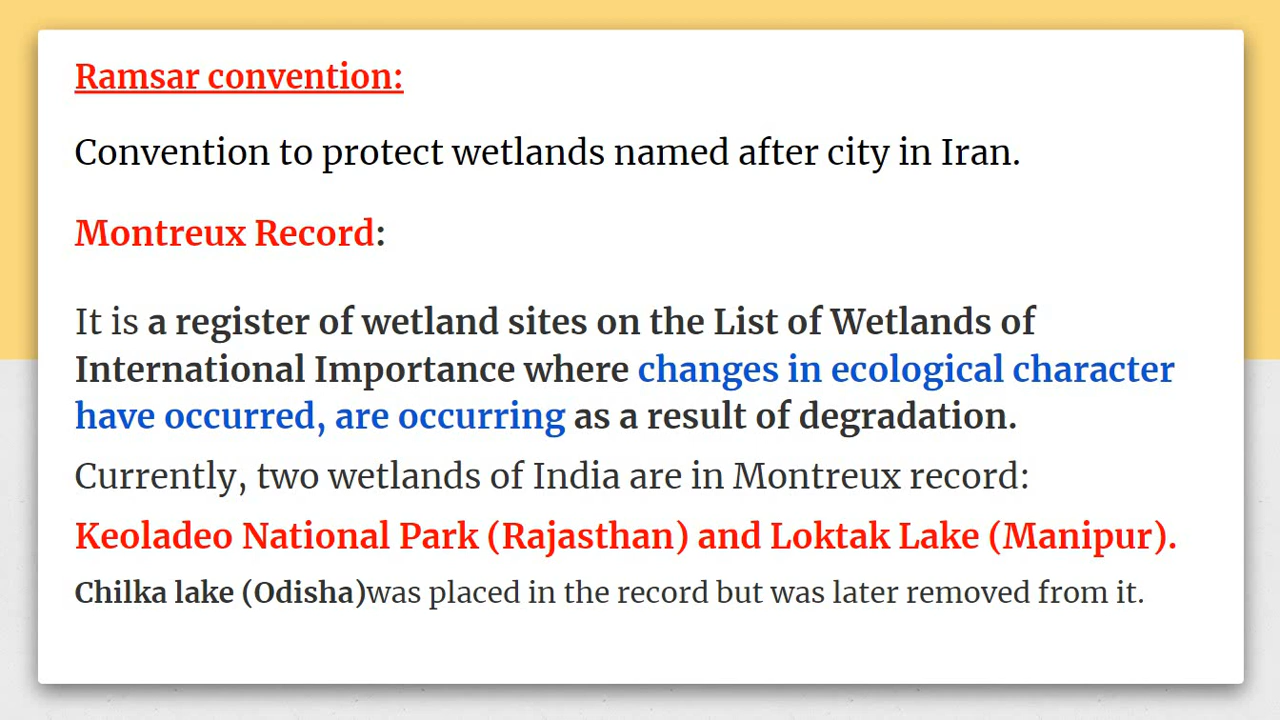 Ramsar convention:
Convention to protect wetlands named after city in Iran.
Montreux Record:
It is a register of wetland sites on the List of Wetlands of
International Importance where changes in ecological character
have occurred, are occurring as a result of degradation.
Currently, two wetlands of India are in Montreux record:
Keoladeo National Park (Rajasthan) and Loktak Lake (Manipur).
Chilka lake (Odisha)was placed in the record but was later removed from it.